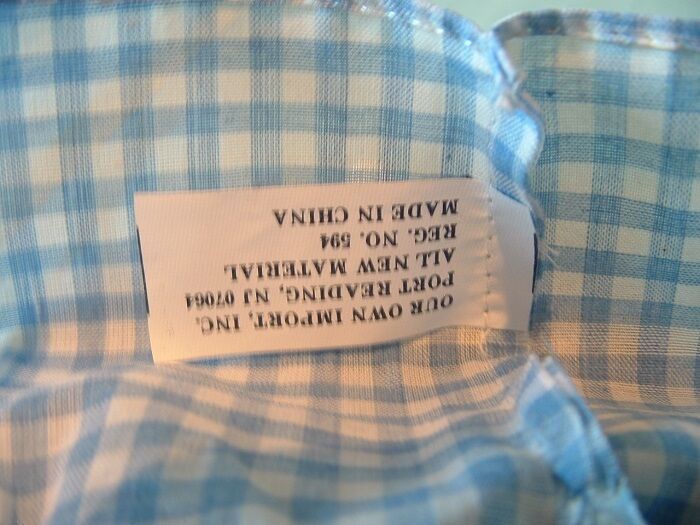 OUR OWN IMPORT, INC.
PORT READING, NJ 07064
ALL NEW MATERIAL
REG. NO. 594
MADE IN CHINA